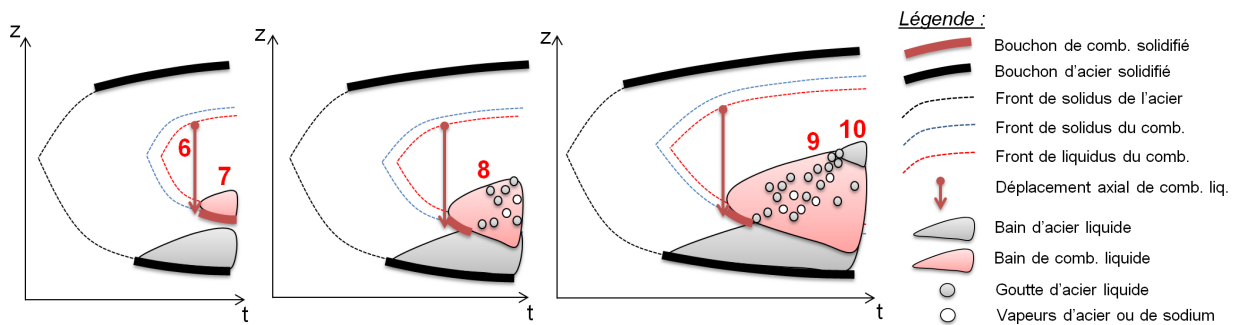 z
6
7
t
z
8
t
z
9
10
t
Légende :
Bouchon de comb. solidifié
Bouchon d'acier solidifié
Front de solidus de l'acier
Front de solidus du comb.
Front de liquidus du comb.
Déplacement axial de comb. liq.
Bain d'acier liquide
Bain de comb. liquide
Goutte d'acier liquide
Vapeurs d'acier ou de sodium